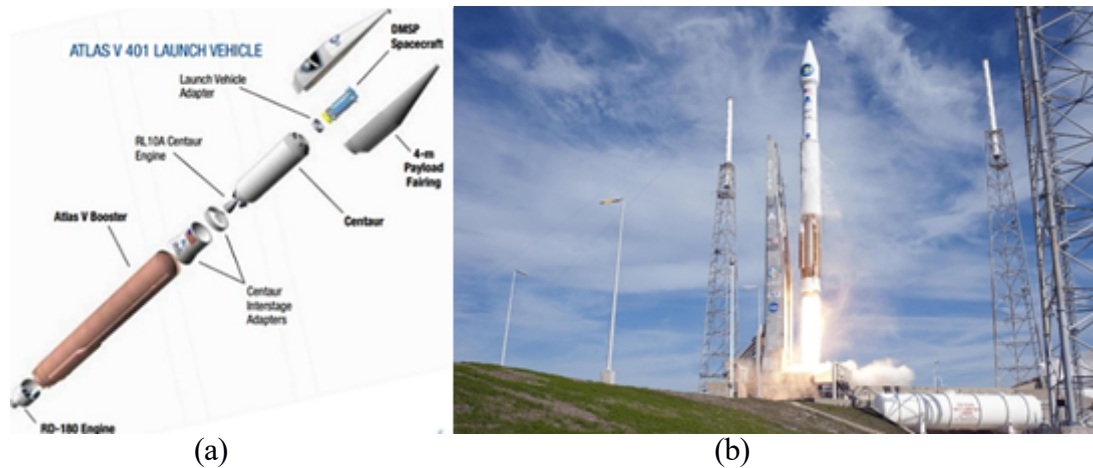 ATLAS V 401 LAUNCH VEHICLE
DMSP
Spacecraft
Launch Vehicle
Adapter
RL10A Centaur
Engine
4-m
Payload
Fairing
Centaur
Atlas V Booster
Centaur
Interstage
Adapters
RD-180 Engine
(a)
(b)